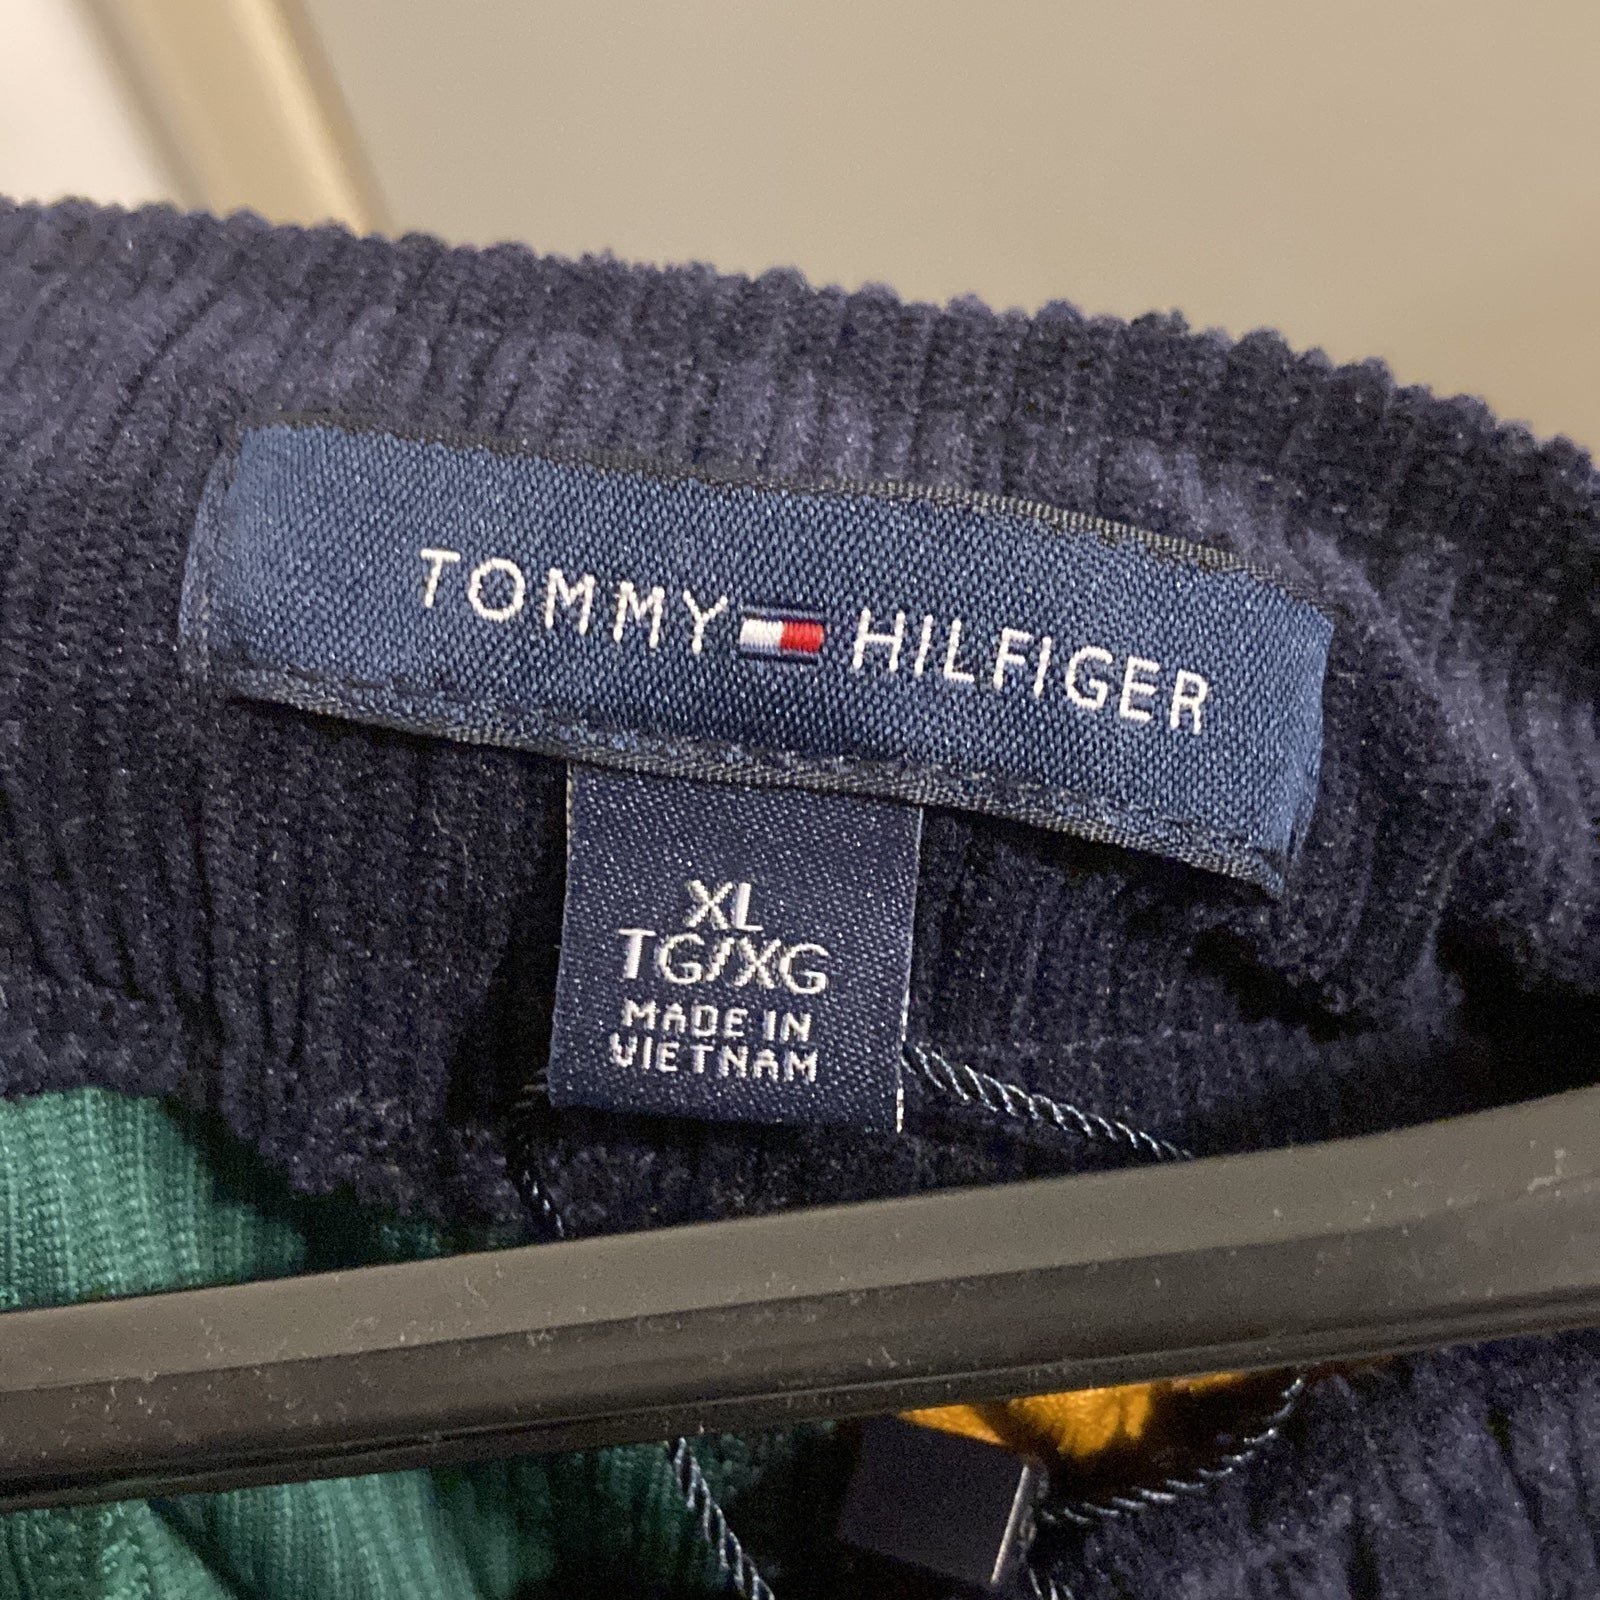 TOMMY HILFIGER
XL
TG/XG
MADE IN
VIETNAM